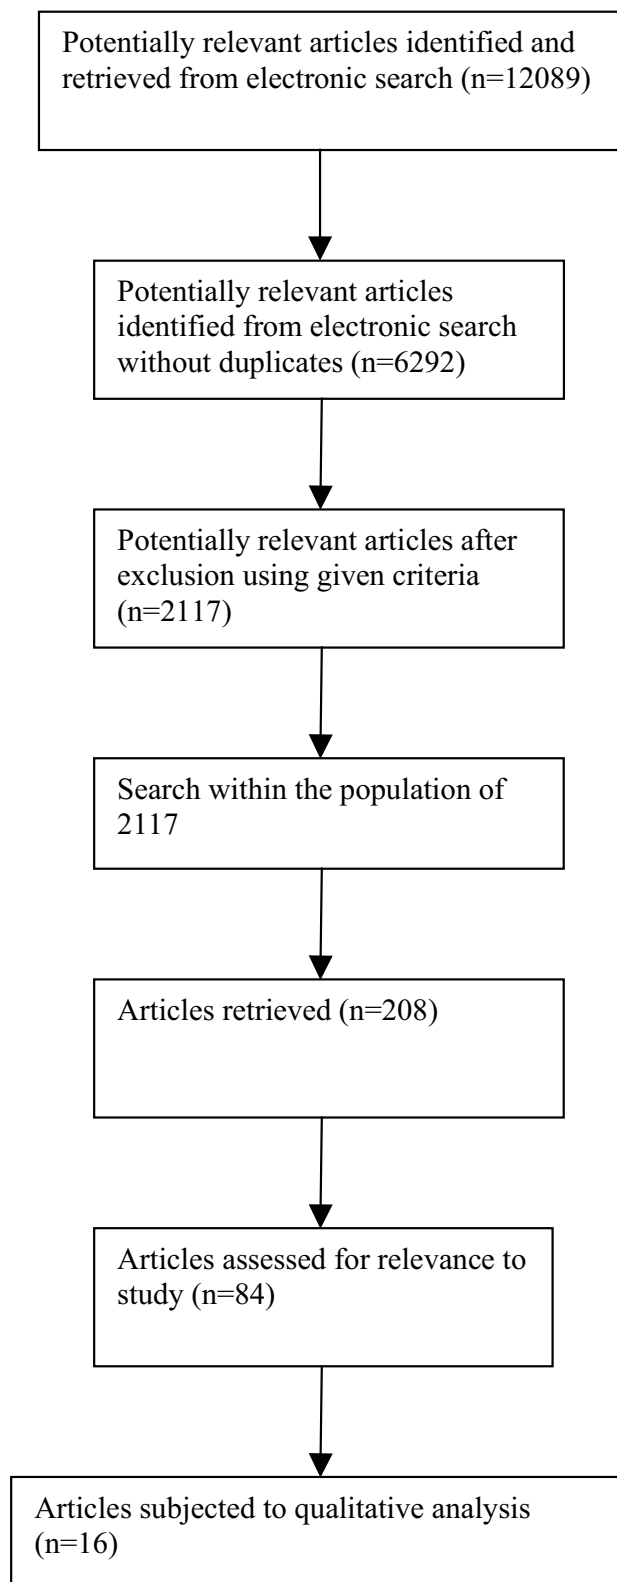 Potentially relevant articles identified and
retrieved from electronic search (n=12089)
Potentially relevant articles
identified from electronic search
without duplicates (n=6292)
Potentially relevant articles after
exclusion using given criteria
(n=2117)
Search within the population of
2117
Articles retrieved (n=208)
Articles assessed for relevance to
study (n=84)
Articles subjected to qualitative analysis
(n=16)